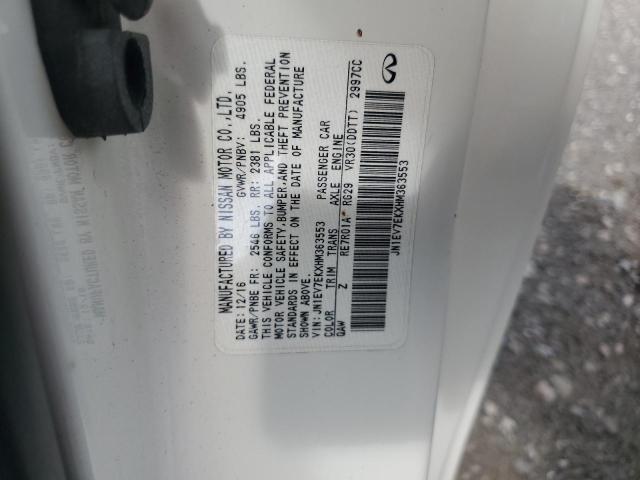 MANUFACTURED BY NISSAN MOTOR CO.,LTD.
DATE: 12/16 GVWR/PNBV: 4905 LBS.
GAWR/PNBE FR: 2546 LBS. RR: 2381 LBS.
THIS VEHICLE CONFORMS TO ALL APPLICABLE FEDERAL
MOTOR VEHICLE SAFETY,BUMPER,AND THEFT PREVENTION
STANDARDS IN EFFECT ON THE DATE OF MANUFACTURE
SHOWN ABOVE.
VIN: JN1EV7EKXHM363553 PASSENGER CAR
COLOR TRIM TRANS AXLE ENGINE
QAW Z RE7R01A RG29 VR30(DDTT) 2997CC
JN1EV7EKXHM363553